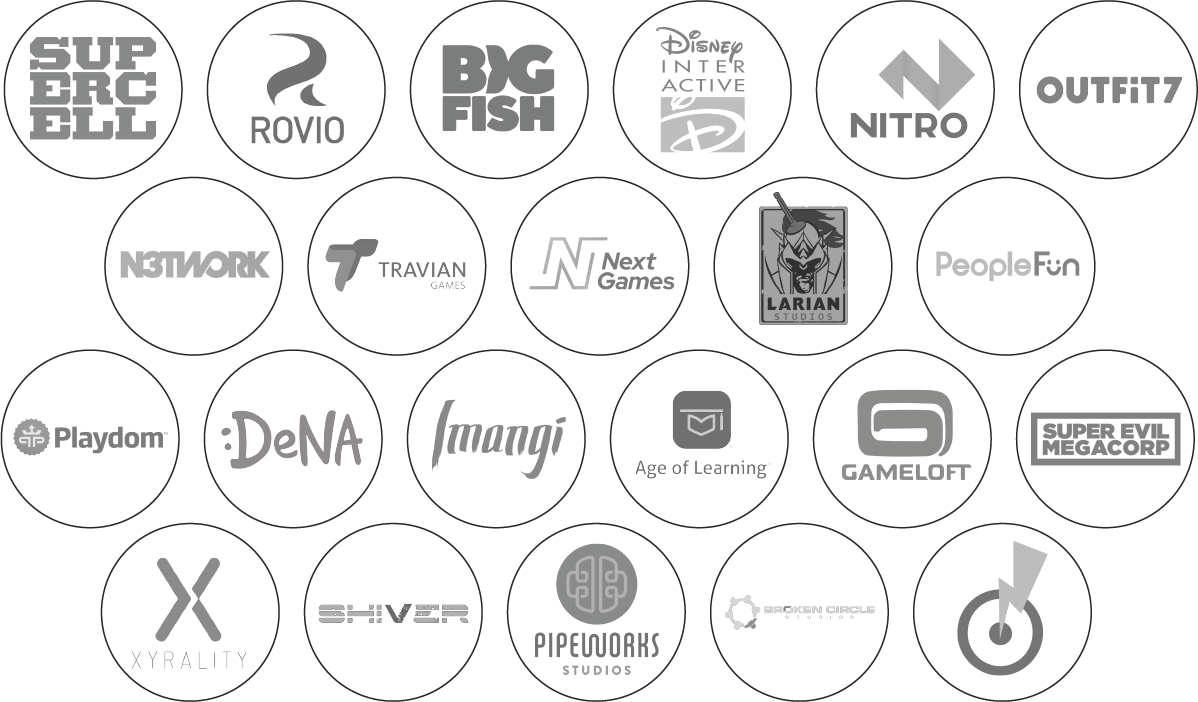 SUP
ERC
ELL
ROVIO
BIG
FISH
Disney
INTER
ACTIVE
D
NITRO
OUTFiT7
N3TWORK
TRAVIAN
GAMES
Next
Games
LARIAN
STUDIOS
PeopleFun
Playdom
:DeNA
Imangi
Age of Learning
GAMELOFT
SUPER EVIL
MEGACORP
XYRALITY
SHIVER
PIPEWORKS
STUDIOS
BROKEN CIRCLE
STUDIOS